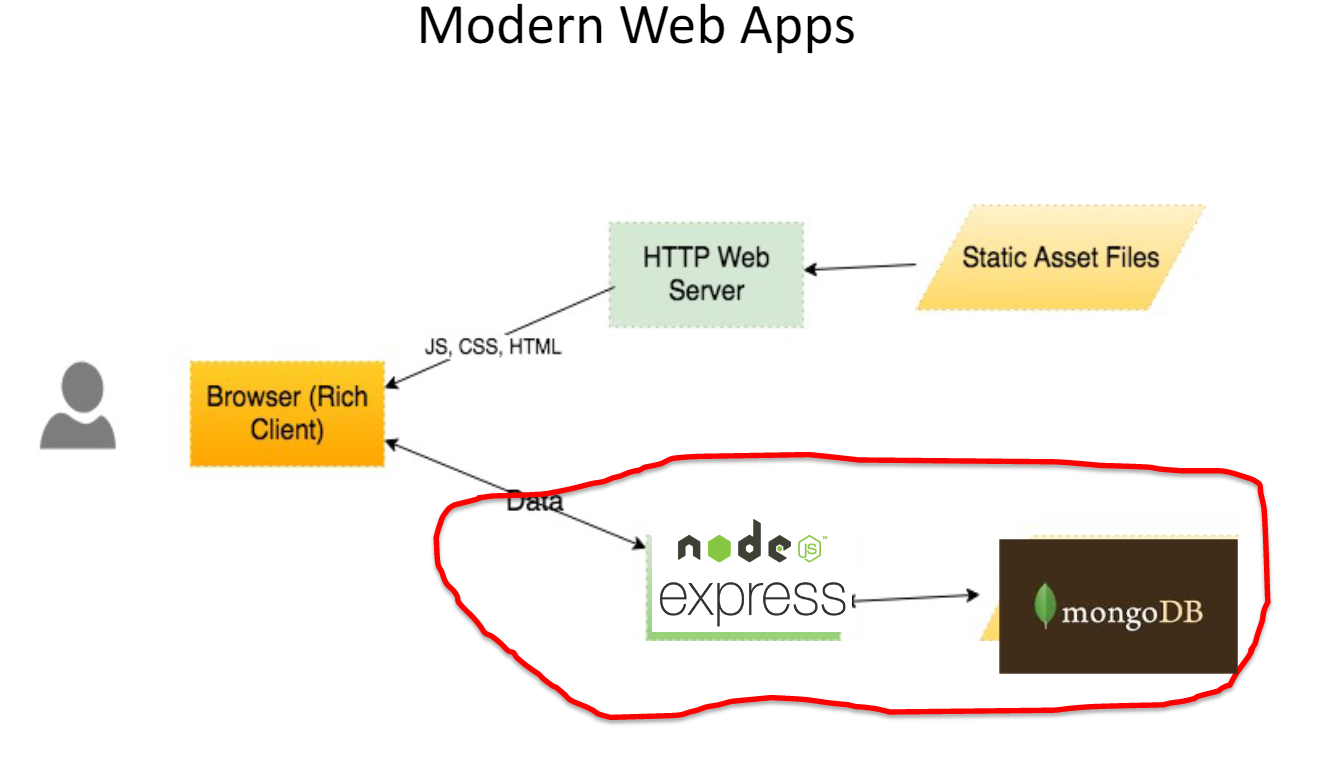 Modern Web Apps
HTTP Web
Server
Static Asset Files
JS, CSS, HTML
Browser (Rich
Client)
Data
node
JS™
express
mongoDB